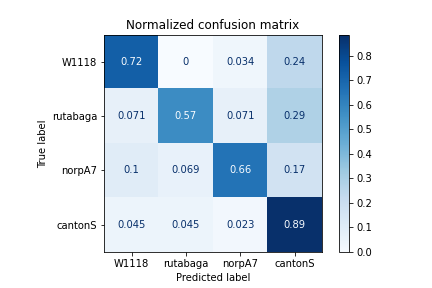 Normalized confusion matrix
True label
W1118 0.72 0 0.034 0.24
rutabaga 0.071 0.57 0.071 0.29
norpA7 0.1 0.069 0.66 0.17
cantonS 0.045 0.045 0.023 0.89
W1118 rutabaga norpA7 cantonS
Predicted label
0.8
0.7
0.6
0.5
0.4
0.3
0.2
0.1
0.0